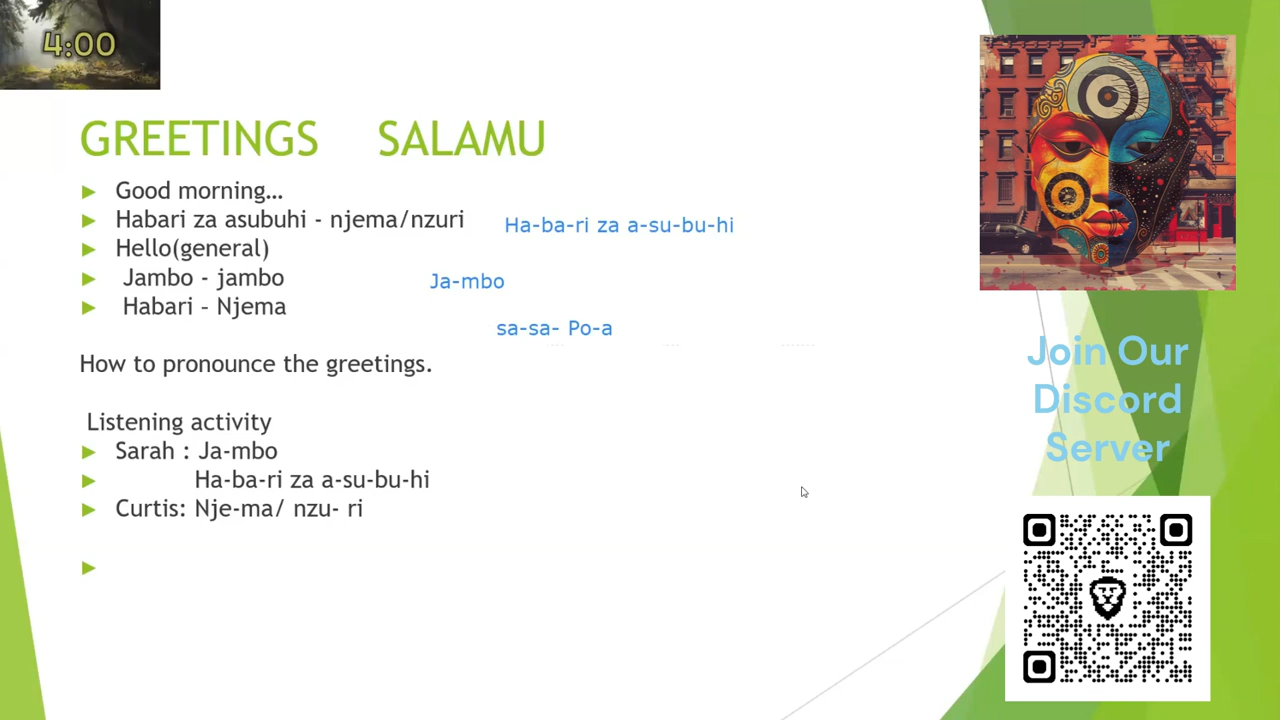 4:00
GREETINGS SALAMU
Good morning...
Habari za asubuhi - njema/nzuri
Ha-ba-ri za a-su-bu-hi
Hello(general)
Jambo - jambo
Ja-mbo
Habari – Njema
sa-sa- Po-a
How to pronounce the greetings.
Listening activity
Sarah : Ja-mbo
Ha-ba-ri za a-su-bu-hi
Curtis: Nje-ma/ nzu- ri
Join Our
Discord
Server